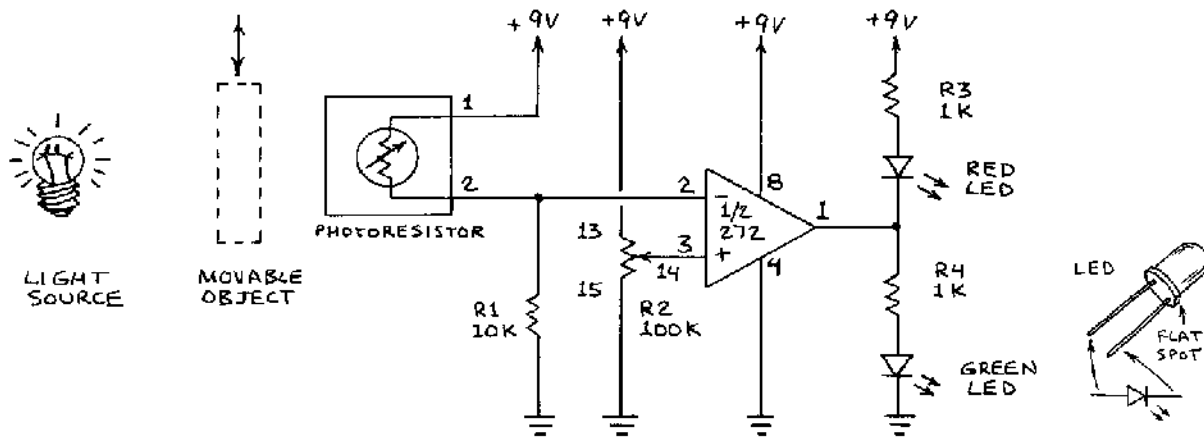 +9V
+9V
+9V
+9V
1
2
PHOTORESISTOR
LIGHT
SOURCE
MOVABLE
OBJECT
R1
10K
13
14
15
R2
100K
2
3
−
+
1/2
272
8
4
1
R3
1K
RED
LED
R4
1K
GREEN
LED
LED
FLAT
SPOT